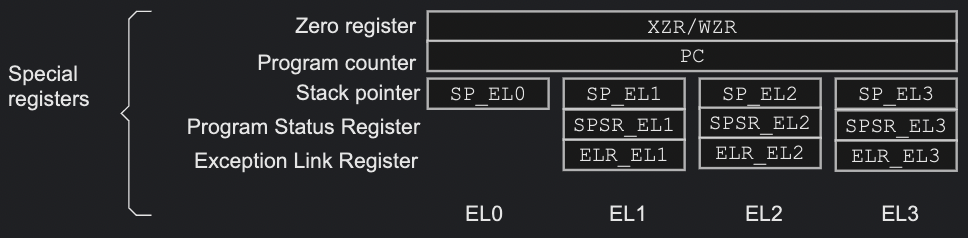 Zero register XZR/WZR
Program counter PC
Special registers
Stack pointer SP_EL0 SP_EL1 SP_EL2 SP_EL3
Program Status Register SPSR_EL1 SPSR_EL2 SPSR_EL3
Exception Link Register ELR_EL1 ELR_EL2 ELR_EL3
EL0 EL1 EL2 EL3